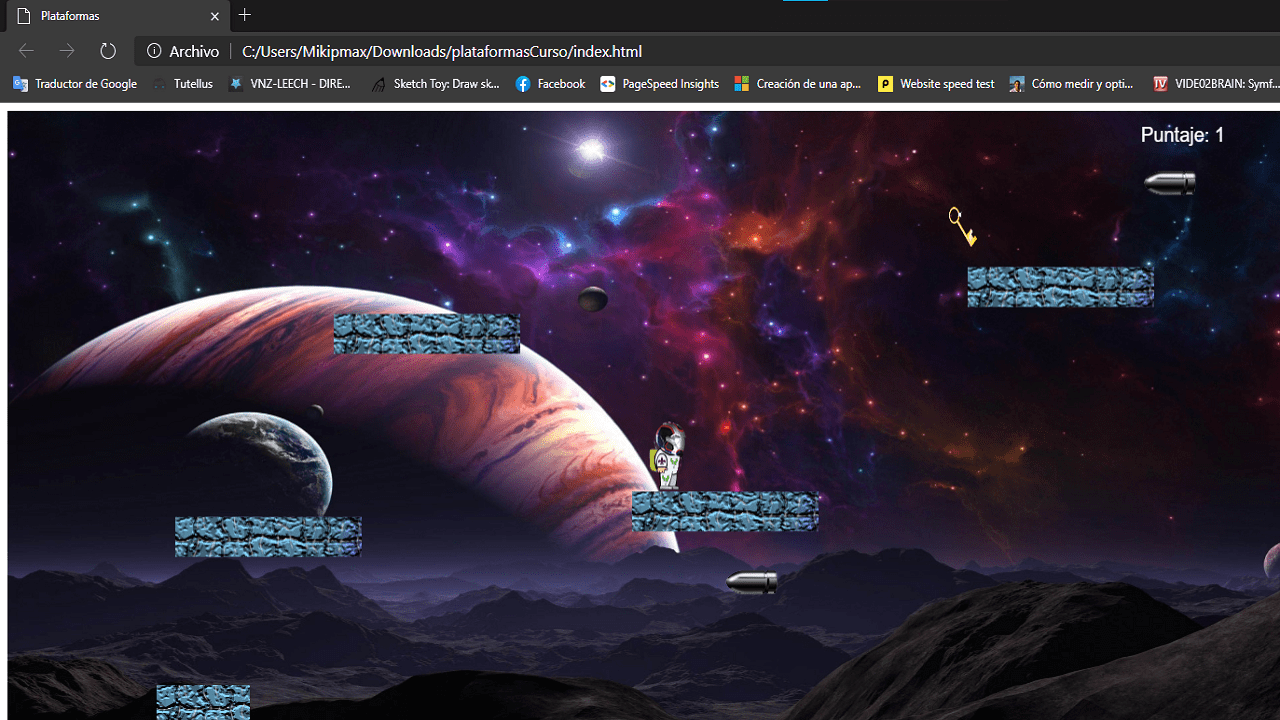 Plataformas
Archivo C:/Users/Mikipmax/Downloads/plataformasCurso/index.html
Traductor de Google Tutellus VNZ-LEECH - DIRE... Sketch Toy: Draw sk... Facebook PageSpeed Insights Creación de una ap... Website speed test Cómo medir y opti... VIDEO2BRAIN: Symf...
Puntaje: 1